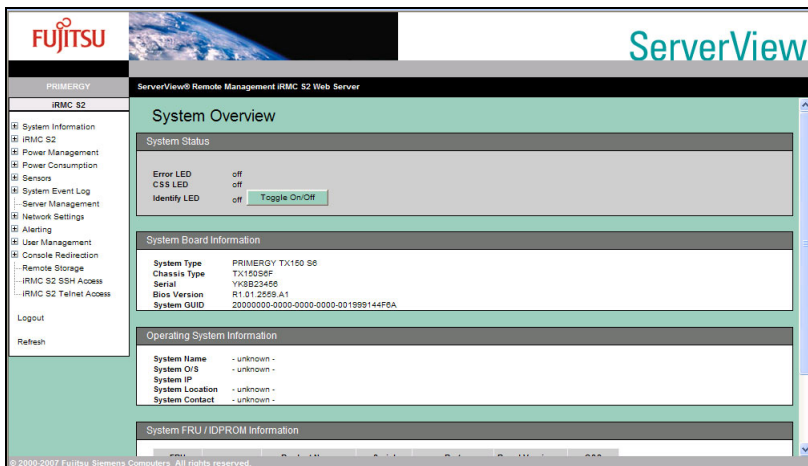 FUJITSU
ServerView
PRIMERGY
ServerView® Remote Management iRMC S2 Web Server
iRMC S2
System Information
iRMC S2
Power Management
Power Consumption
Sensors
System Event Log
Server Management
Network Settings
Alerting
User Management
Console Redirection
Remote Storage
iRMC S2 SSH Access
iRMC S2 Telnet Access
Logout
Refresh
System Overview
System Status
Error LED off
CSS LED off
Identify LED off Toggle On/Off
System Board Information
System Type PRIMERGY TX150 S6
Chassis Type TX150S6F
Serial YK8B23456
Bios Version R1.01.2559.A1
System GUID 20000000-0000-0000-0000-001999144F6A
Operating System Information
System Name - unknown -
System O/S - unknown -
System IP
System Location - unknown -
System Contact - unknown -
System FRU / IDPROM Information
© 2000-2007 Fujitsu Siemens Computers All rights reserved.